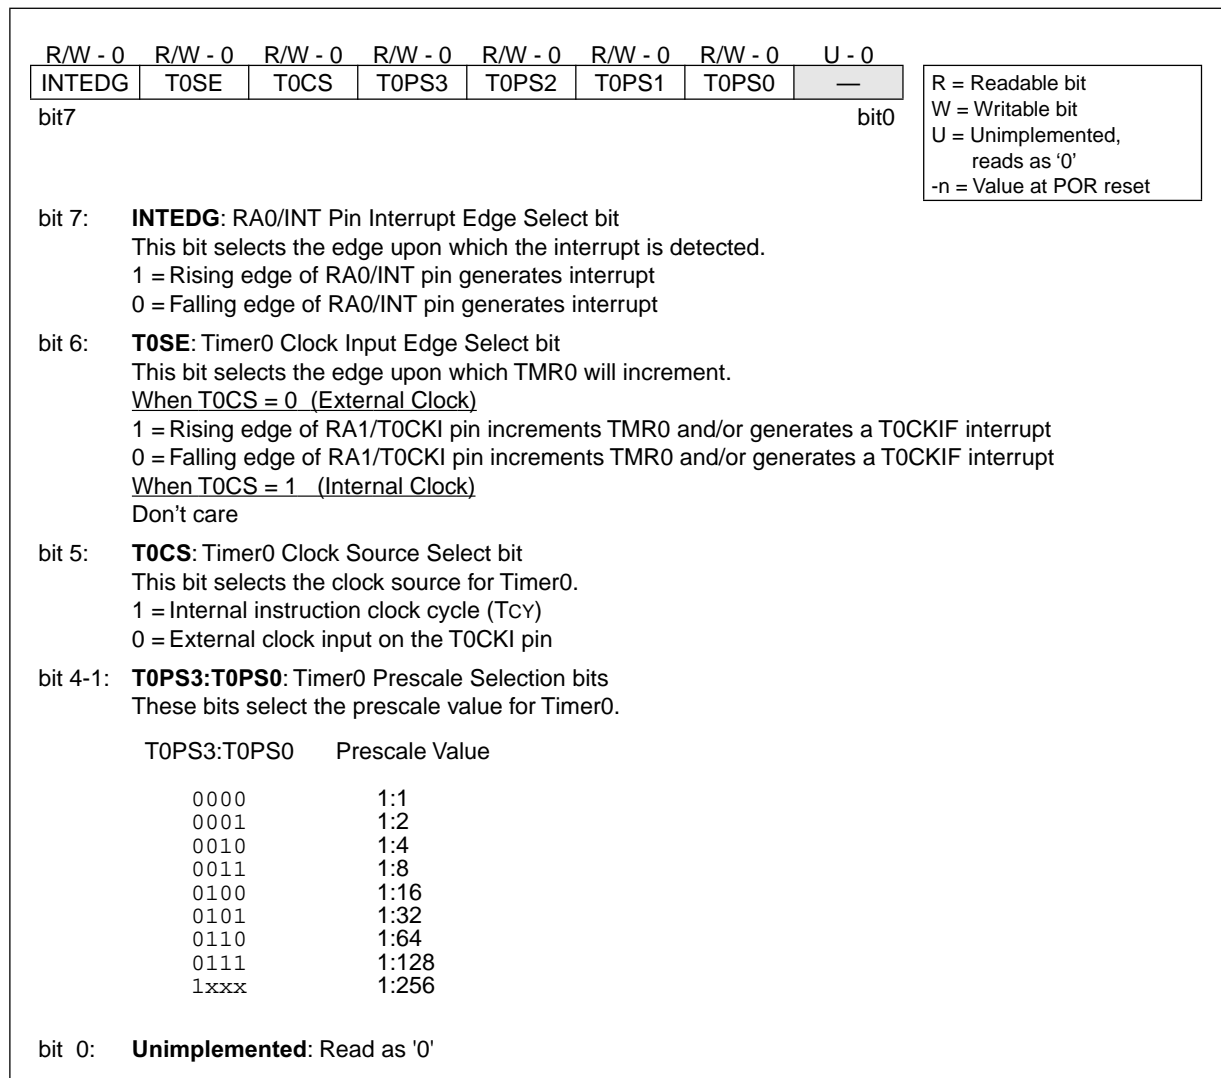 R/W - 0 R/W - 0 R/W - 0 R/W - 0 R/W - 0 R/W - 0 R/W - 0 U - 0
INTEDG T0SE T0CS T0PS3 T0PS2 T0PS1 T0PS0 —
bit7 bit0
R = Readable bit
W = Writable bit
U = Unimplemented,
reads as ‘0’
-n = Value at POR reset
bit 7: INTEDG: RA0/INT Pin Interrupt Edge Select bit
This bit selects the edge upon which the interrupt is detected.
1 = Rising edge of RA0/INT pin generates interrupt
0 = Falling edge of RA0/INT pin generates interrupt
bit 6: T0SE: Timer0 Clock Input Edge Select bit
This bit selects the edge upon which TMR0 will increment.
When T0CS = 0 (External Clock)
1 = Rising edge of RA1/T0CKI pin increments TMR0 and/or generates a T0CKIF interrupt
0 = Falling edge of RA1/T0CKI pin increments TMR0 and/or generates a T0CKIF interrupt
When T0CS = 1 (Internal Clock)
Don’t care
bit 5: T0CS: Timer0 Clock Source Select bit
This bit selects the clock source for Timer0.
1 = Internal instruction clock cycle (TCY)
0 = External clock input on the T0CKI pin
bit 4-1: T0PS3:T0PS0: Timer0 Prescale Selection bits
These bits select the prescale value for Timer0.
T0PS3:T0PS0 Prescale Value
0000 1:1
0001 1:2
0010 1:4
0011 1:8
0100 1:16
0101 1:32
0110 1:64
0111 1:128
1xxx 1:256
bit 0: Unimplemented: Read as '0'